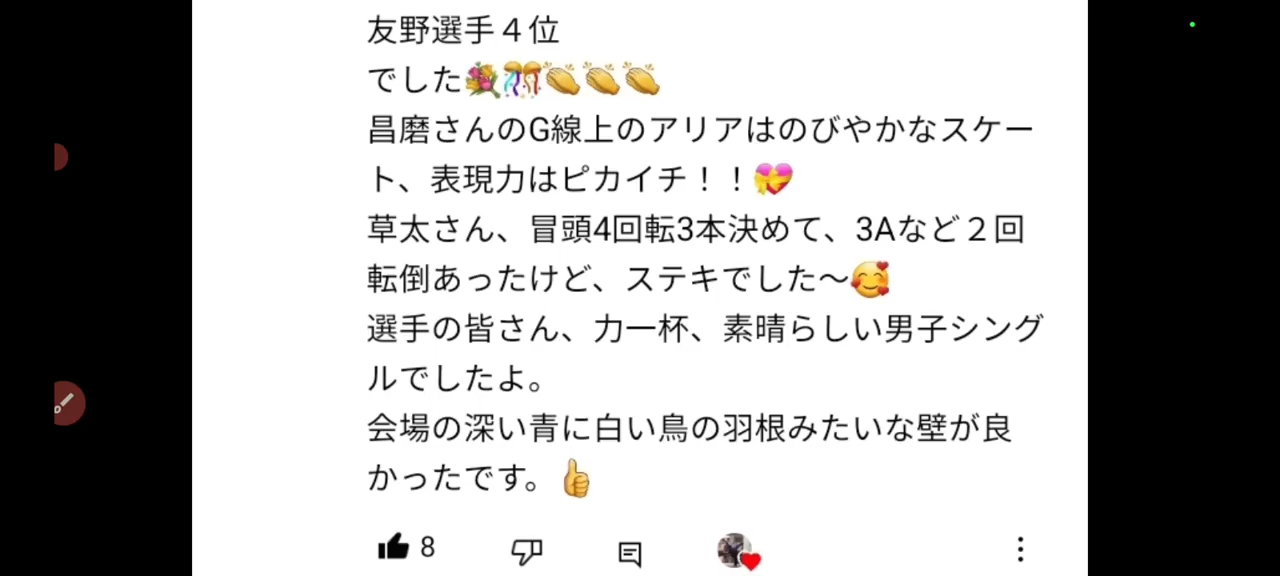 友野選手４位
でした💐🎊👏👏👏
昌磨さんのG線上のアリアはのびやかなスケー
ト、表現力はピカイチ！！💝
草太さん、冒頭4回転3本決めて、3Aなど２回
転倒あったけど、ステキでした〜🥰
選手の皆さん、力一杯、素晴らしい男子シング
ルでしたよ。
会場の深い青に白い鳥の羽根みたいな壁が良
かったです。👍
8